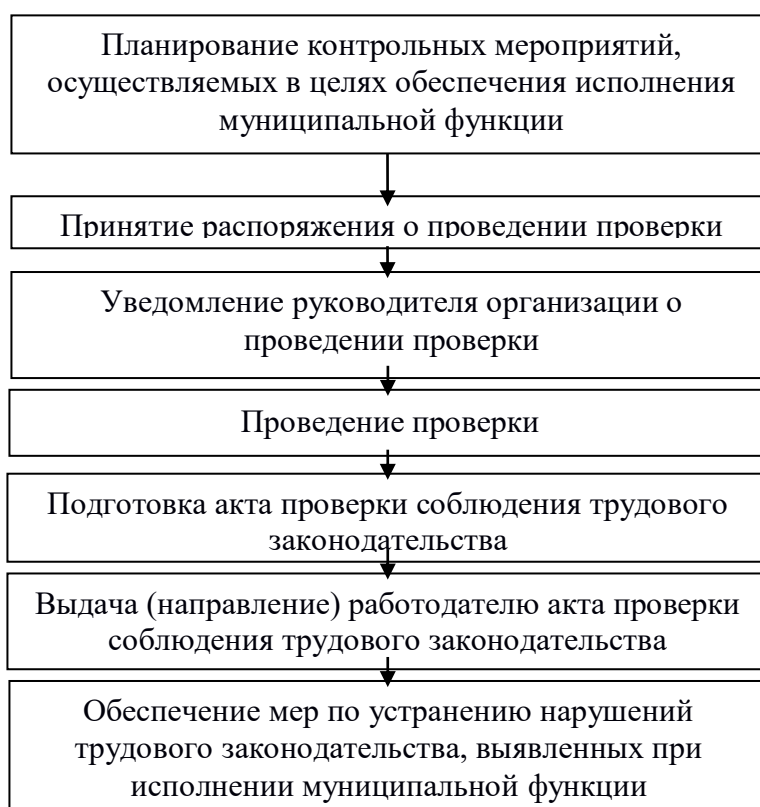 Планирование контрольных мероприятий,
осуществляемых в целях обеспечения исполнения
муниципальной функции
Принятие распоряжения о проведении проверки
Уведомление руководителя организации о
проведении проверки
Проведение проверки
Подготовка акта проверки соблюдения трудового
законодательства
Выдача (направление) работодателю акта проверки
соблюдения трудового законодательства
Обеспечение мер по устранению нарушений
трудового законодательства, выявленных при
исполнении муниципальной функции